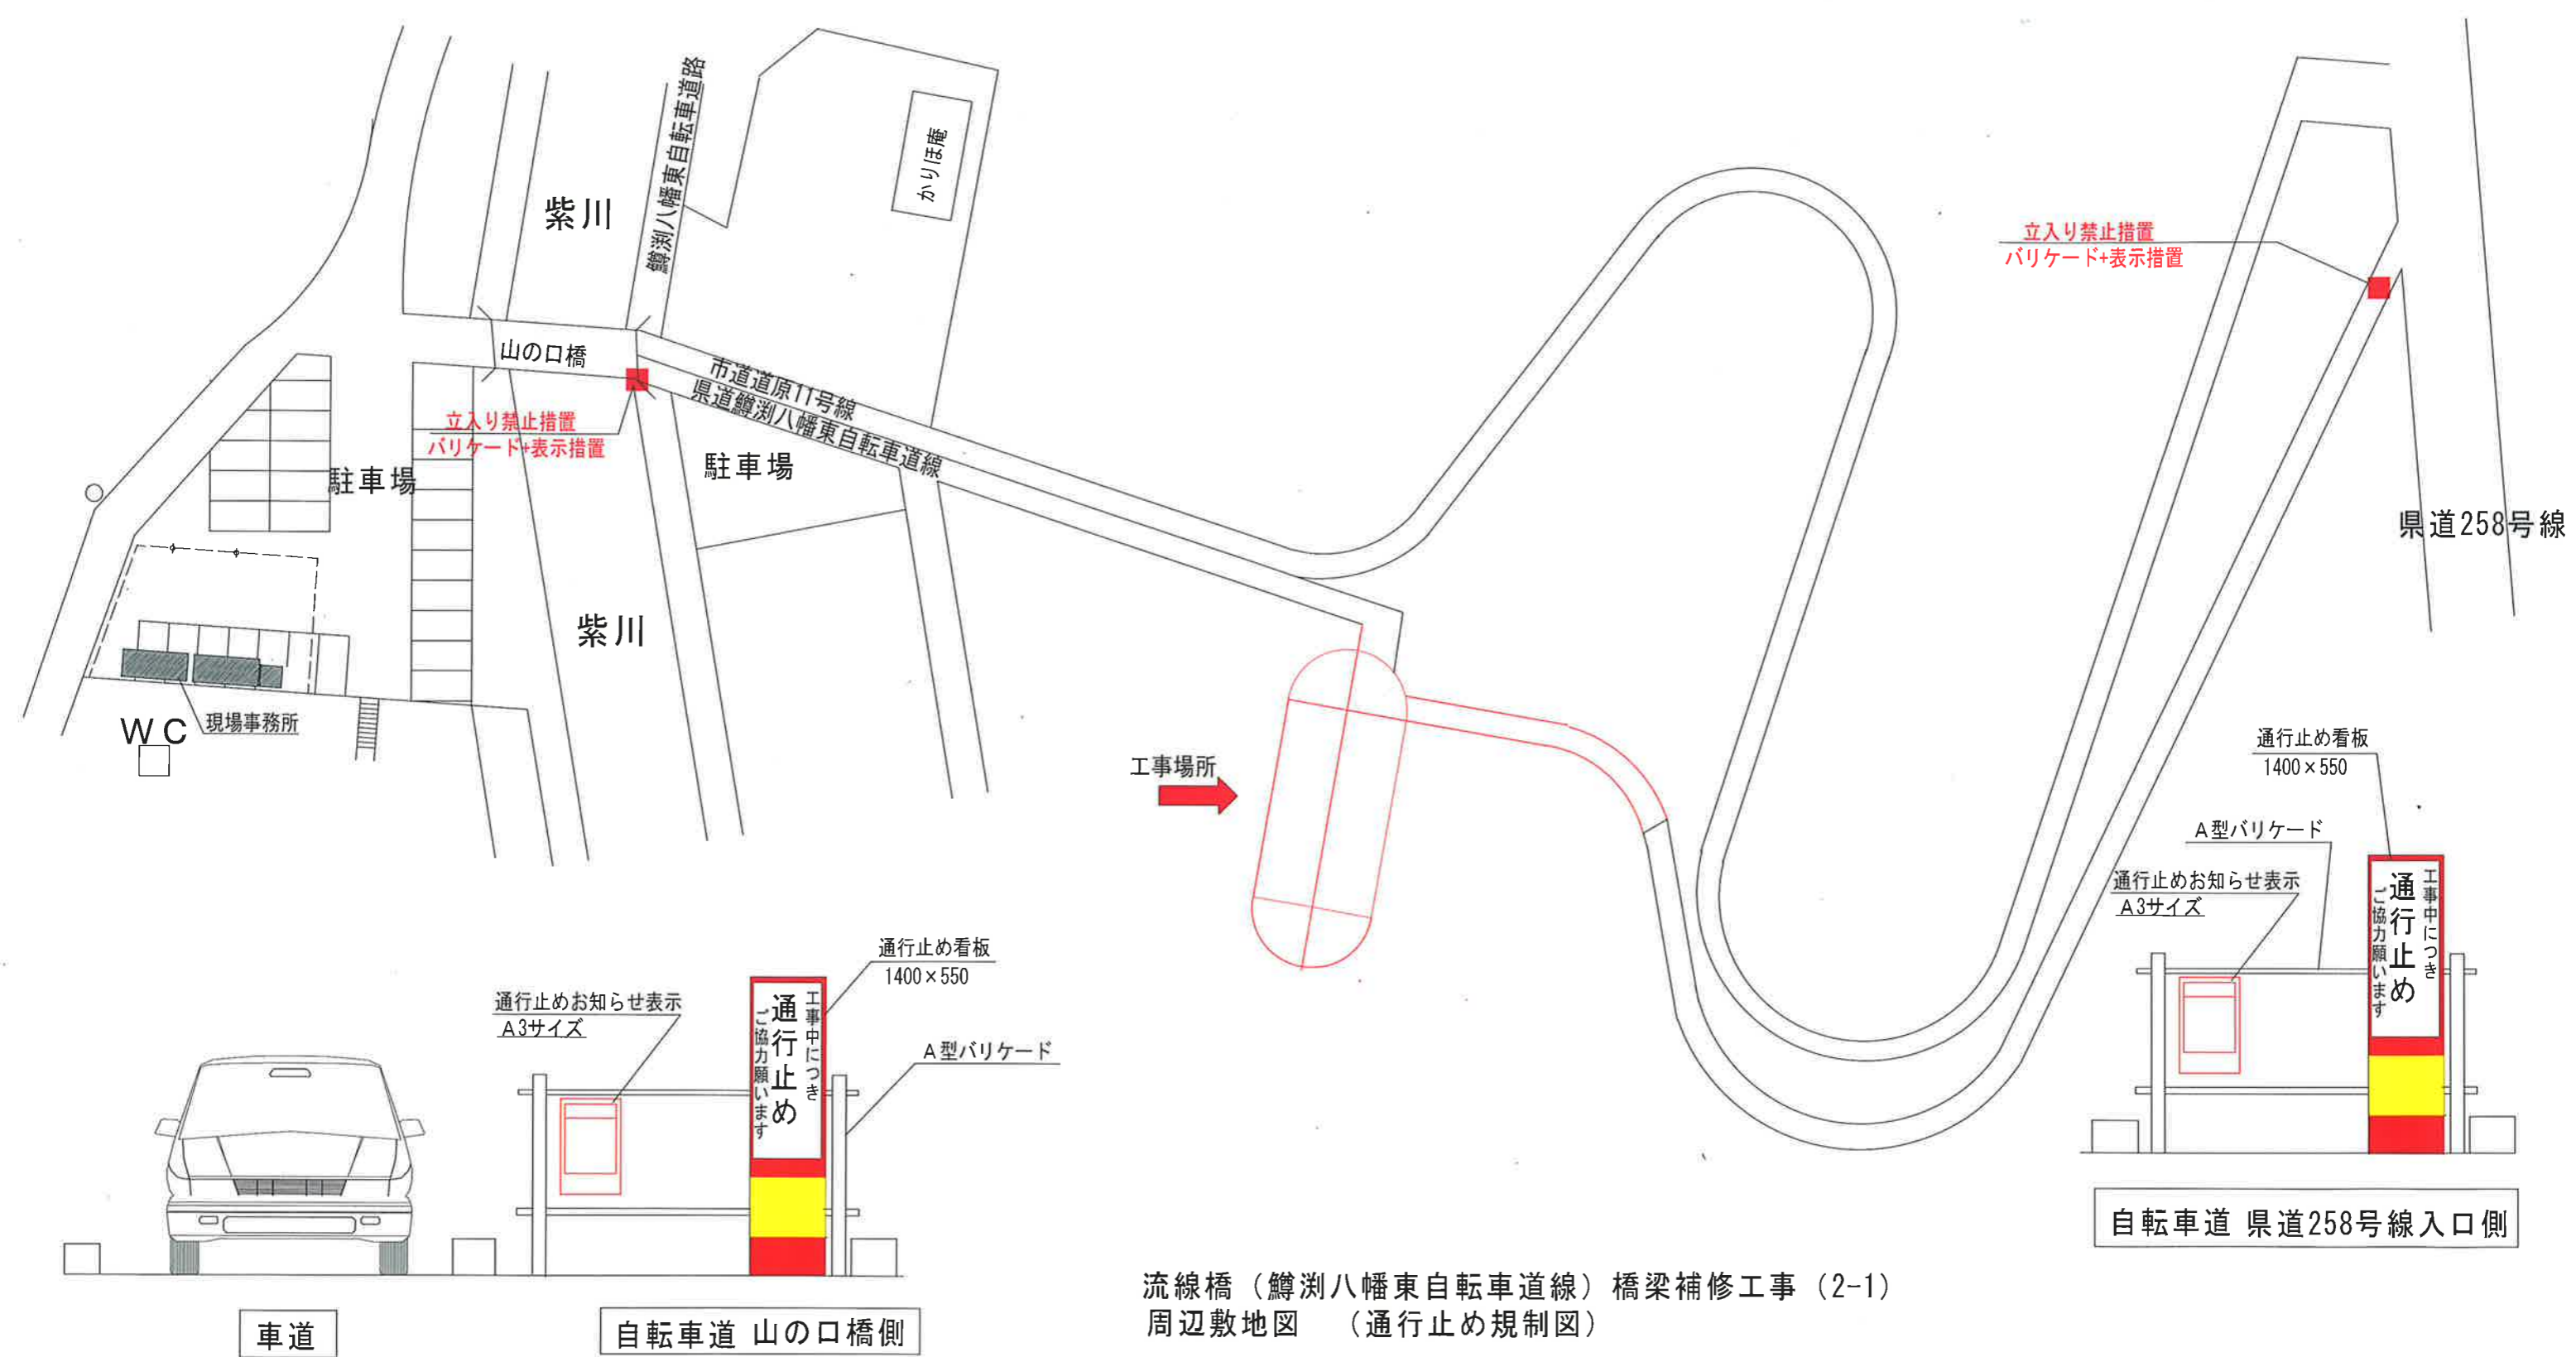 紫川
鱒渕八幡東自転車道路
かりほ庵
立入り禁止措置
バリケード+表示措置
山の口橋
市道道原11号線
県道鱒渕八幡東自転車道線
立入り禁止措置
バリケード+表示措置
駐車場
駐車場
県道258号線
紫川
現場事務所
WC
工事場所
通行止め看板
1400×550
A型バリケード
通行止めお知らせ表示
A3サイズ
工事中につき
通行止め
ご協力願います
自転車道 県道258号線入口側
通行止め看板
1400×550
通行止めお知らせ表示
A3サイズ
A型バリケード
工事中につき
通行止め
ご協力願います
車道
自転車道 山の口橋側
流線橋（鱒渕八幡東自転車道線）橋梁補修工事（2-1）
周辺敷地図　（通行止め規制図）